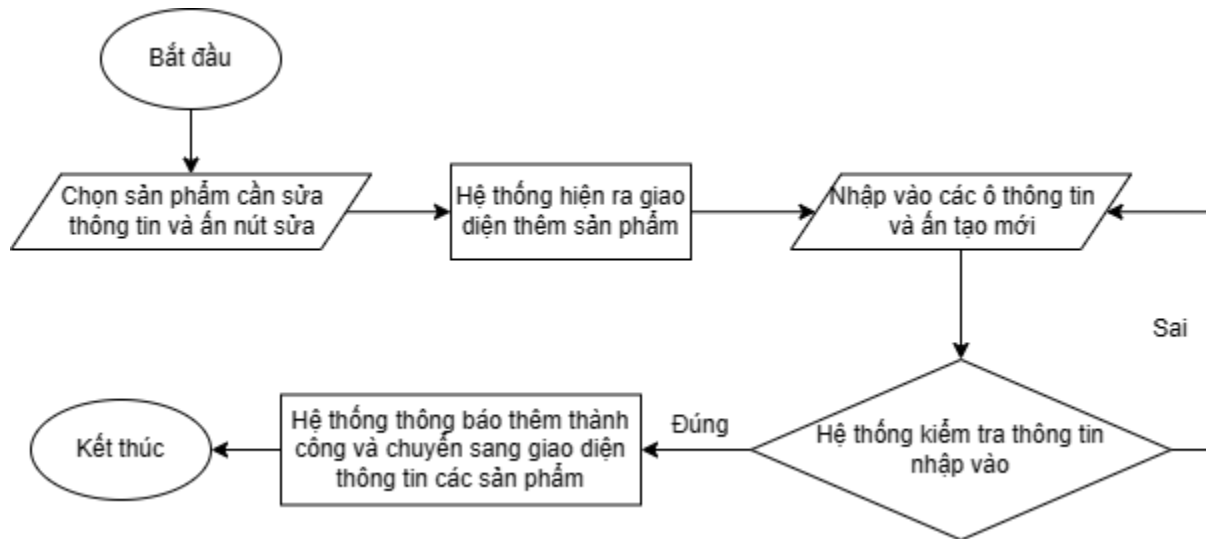 Bắt đầu
Chọn sản phẩm cần sửa
thông tin và ấn nút sửa
Hệ thống hiện ra giao
diện thêm sản phẩm
Nhập vào các ô thông tin
và ấn tạo mới
Sai
Hệ thống kiểm tra thông tin
nhập vào
Đúng
Hệ thống thông báo thêm thành
công và chuyển sang giao diện
thông tin các sản phẩm
Kết thúc